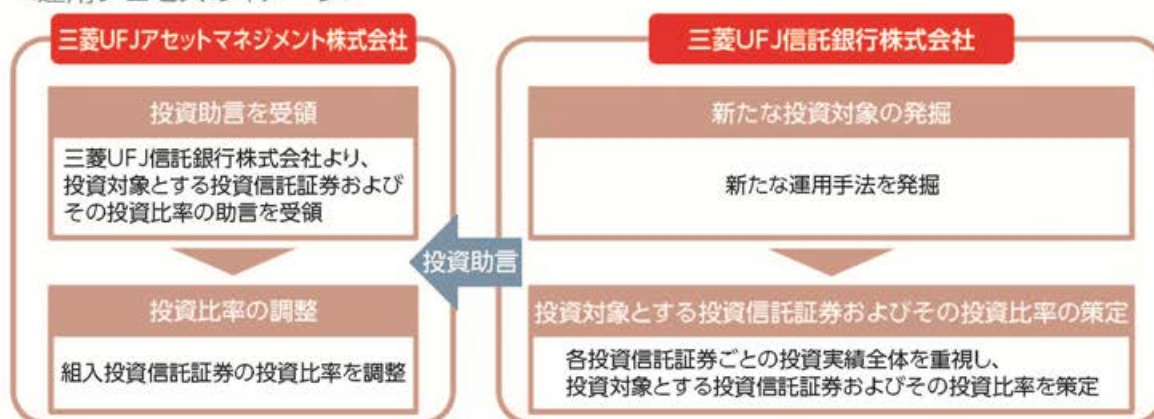 三菱UFJアセットマネジメント株式会社
投資助言を受領
三菱UFJ信託銀行株式会社より、
投資対象とする投資信託証券および
その投資比率の助言を受領
投資比率の調整
組入投資信託証券の投資比率を調整
投資助言
三菱UFJ信託銀行株式会社
新たな投資対象の発掘
新たな運用手法を発掘
投資対象とする投資信託証券およびその投資比率の策定
各投資信託証券ごとの投資実績全体を重視し、
投資対象とする投資信託証券およびその投資比率を策定